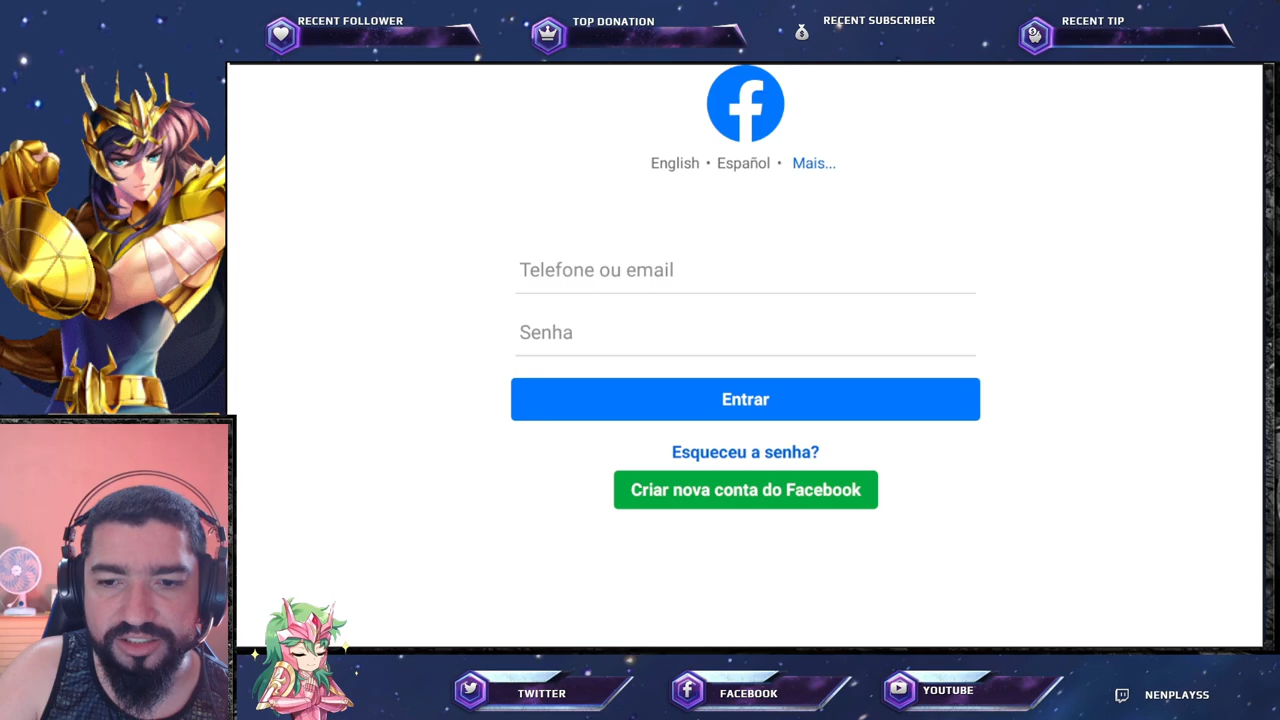 RECENT FOLLOWER
TOP DONATION
RECENT SUBSCRIBER
RECENT TIP
English • Español • Mais...
Telefone ou email
Senha
Entrar
Esqueceu a senha?
Criar nova conta do Facebook
TWITTER
FACEBOOK
YOUTUBE
NENPLAYSS